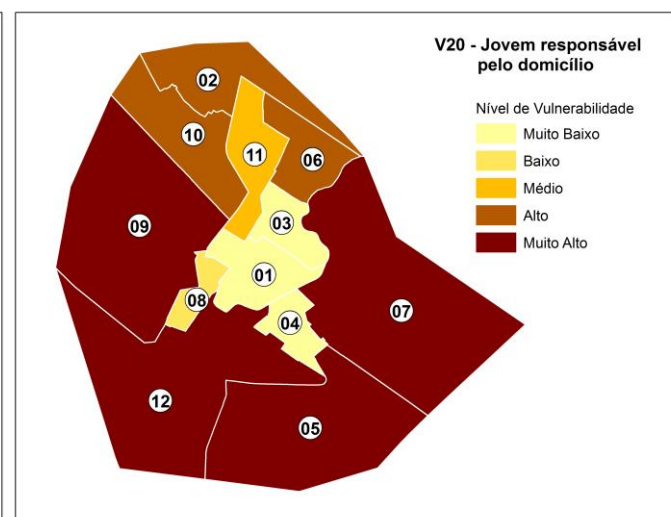 V20 - Jovem responsável
pelo domicílio
Nível de Vulnerabilidade
Muito Baixo
Baixo
Médio
Alto
Muito Alto
02
10
11
06
03
09
01
08
04
07
12
05